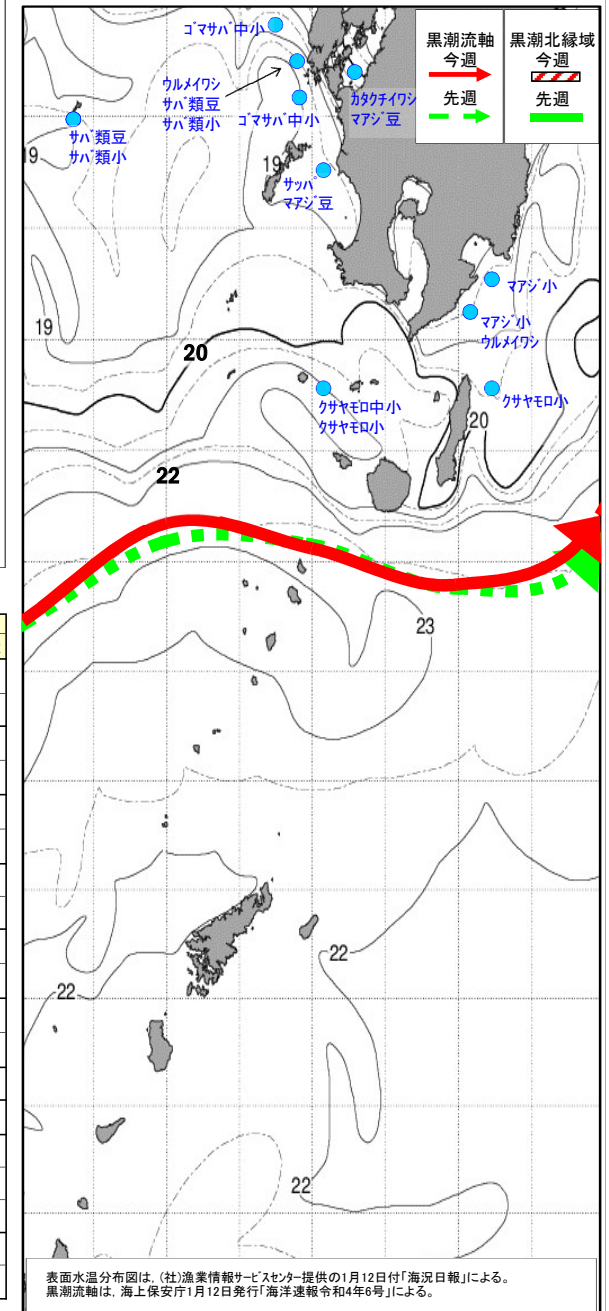 ｺﾞﾏｻﾊﾞ中小
黒潮流軸
今週
先週
黒潮北縁域
今週
先週
ｳﾙﾒｲﾜｼ
ｻﾊﾞ類豆
ｻﾊﾞ類小
ｺﾞﾏｻﾊﾞ中小
ｶﾀｸﾁｲﾜｼ
ﾏｱｼﾞ豆
ｻﾊﾞ類豆
ｻﾊﾞ類小
19
19
ｻｯﾊﾟ
ﾏｱｼﾞ豆
ﾏｱｼﾞ小
ﾏｱｼﾞ小
ｳﾙﾒｲﾜｼ
19
20
ｸｻﾔﾓﾛ中小
ｸｻﾔﾓﾛ小
ｸｻﾔﾓﾛ小
20
22
23
22
22
22
表面水温分布図は，(社)漁業情報ｻｰﾋﾞｽｾﾝﾀｰ提供の1月12日付「海況日報」による。
黒潮流軸は，海上保安庁1月12日発行「海洋速報令和4年6号」による。